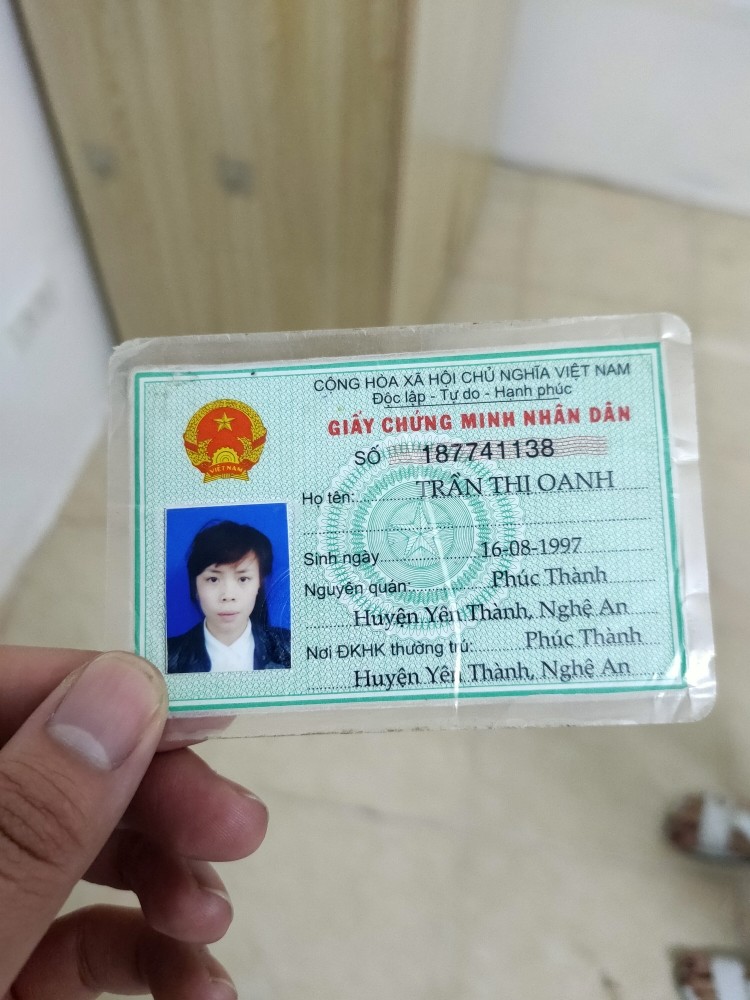 CỘNG HÒA XÃ HỘI CHỦ NGHĨA VIỆT NAM
Độc lập - Tự do - Hạnh phúc
GIẤY CHỨNG MINH NHÂN DÂN
SỐ 187741138
Họ tên: TRẦN THỊ OANH
Sinh ngày 16-08-1997
Nguyên quán: Phúc Thành
Huyện Yên Thành, Nghệ An
Nơi ĐKHK thường trú: Phúc Thành
Huyện Yên Thành, Nghệ An
VIỆT NAM